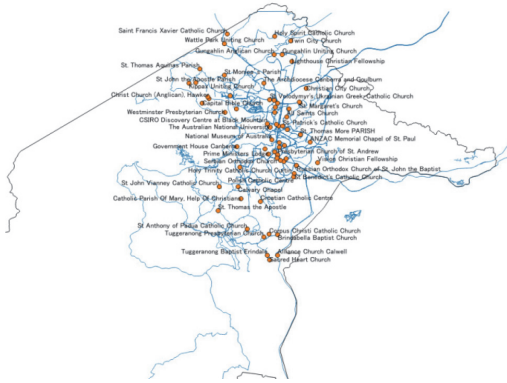 Saint Francis Xavier Catholic Church
Holy Spirit Catholic Church
Wattle Park Uniting Church
Twin City Church
Gungahlin Anglican Church
Gungahlin Uniting Church
Lighthouse Christian Fellowship
St. Thomas Aquinas Parish
St Monica's Parish
St John the Apostle Parish
The Archdiocese Canberra and Goulburn
Kippax Uniting Church
Christian City Church
Christ Church (Anglican), Hawker
St Volodymyr's Ukrainian Greek Catholic Church
Capital Bible Church
St Margaret's Church
Westminster Presbyterian Church
All Saints Church
CSIRO Discovery Centre at Black Mountain
St Patrick's Catholic Church
The Australian National University
St Thomas More PARISH
National Museum of Australia
ANZAC Memorial Chapel of St. Paul
Government House Canberra
Presbyterian Church of St. Andrew
Prime Ministers
Serbian Orthodox Church
Vision Christian Fellowship
Holy Trinity Catholic Church Curtin
Orthodox Church of St. John the Baptist
St Benedict's Catholic Church
St John Vianney Catholic Church
Polish Catholic Centre
Calvary Chapel
Catholic Parish Of Mary, Help Of Christians
Croatian Catholic Centre
St. Thomas the Apostle
St Anthony of Padua Catholic Church
Corpus Christi Catholic Church
Tuggeranong Presbyterian Church
Brindabella Baptist Church
Tuggeranong Baptist Erindale
Alliance Church Calwell
Sacred Heart Church